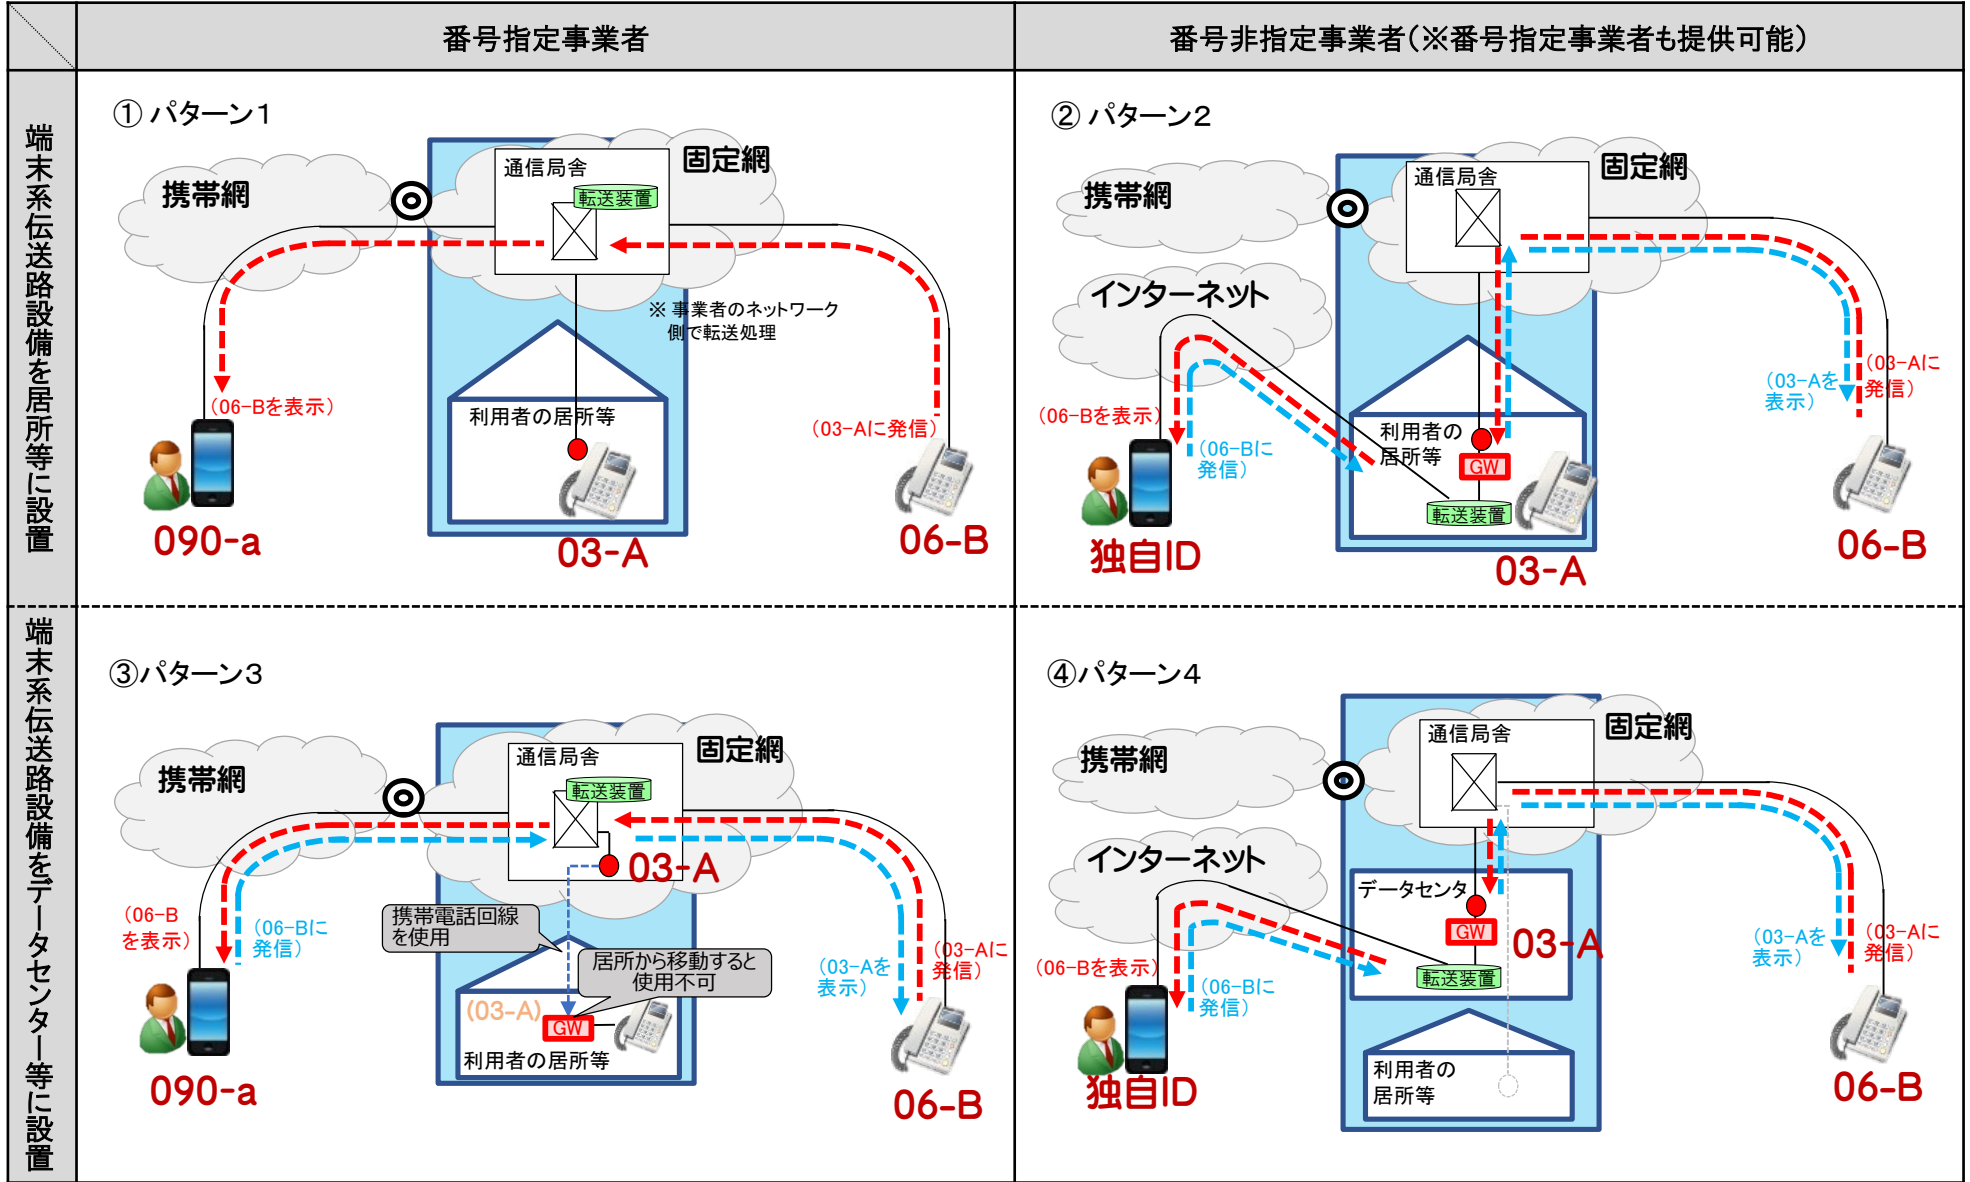 番号指定事業者
番号非指定事業者(※番号指定事業者も提供可能)
端末系伝送路設備を居所等に設置
① パターン1
携帯網
通信局舎
転送装置
固定網
※ 事業者のネットワーク
側で転送処理
(06-Bを表示)
利用者の居所等
(03-Aに発信)
090-a
03-A
06-B
② パターン2
携帯網
通信局舎
固定網
インターネット
(06-Bを表示)
(06-Bに
発信)
利用者の
居所等
GW
転送装置
(03-Aを
表示)
(03-Aに
発信)
独自ID
03-A
06-B
端末系伝送路設備をデータセンター等に設置
③パターン3
携帯網
通信局舎
転送装置
固定網
03-A
(06-B
を表示)
(06-Bに
発信)
携帯電話回線
を使用
居所から移動すると
使用不可
(03-A)
GW
利用者の居所等
(03-Aを
表示)
(03-Aに
発信)
090-a
06-B
④パターン4
携帯網
通信局舎
固定網
インターネット
データセンタ
GW
03-A
転送装置
(06-Bを表示)
(06-Bに
発信)
(03-Aを
表示)
(03-Aに
発信)
利用者の
居所等
独自ID
06-B